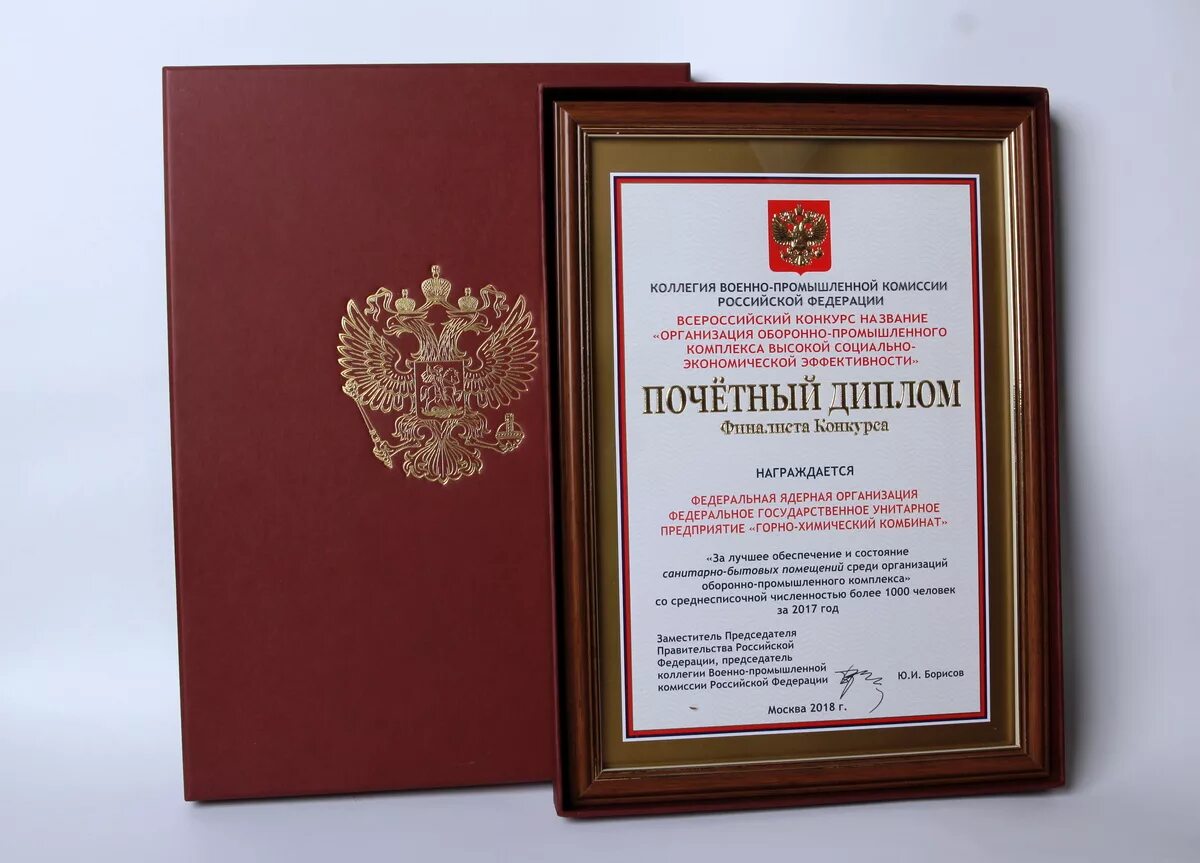 КОЛЛЕГИЯ ВОЕННО-ПРОМЫШЛЕННОЙ КОМИССИИ
РОССИЙСКОЙ ФЕДЕРАЦИИ
ВСЕРОССИЙСКИЙ КОНКУРС НАЗВАНИЕ
«ОРГАНИЗАЦИЯ ОБОРОННО-ПРОМЫШЛЕННОГО
КОМПЛЕКСА ВЫСОКОЙ СОЦИАЛЬНО-
ЭКОНОМИЧЕСКОЙ ЭФФЕКТИВНОСТИ»
ПОЧЁТНЫЙ ДИПЛОМ
Финалиста Конкурса
НАГРАЖДАЕТСЯ
ФЕДЕРАЛЬНАЯ ЯДЕРНАЯ ОРГАНИЗАЦИЯ
ФЕДЕРАЛЬНОЕ ГОСУДАРСТВЕННОЕ УНИТАРНОЕ
ПРЕДПРИЯТИЕ «ГОРНО-ХИМИЧЕСКИЙ КОМБИНАТ»
«За лучшее обеспечение и состояние
санитарно-бытовых помещений среди организаций
оборонно-промышленного комплекса»
со среднесписочной численностью более 1000 человек
за 2017 год
Заместитель Председателя
Правительства Российской
Федерации, председатель
коллегии Военно-промышленной
комиссии Российской Федерации
Ю.И. Борисов
Москва 2018 г.